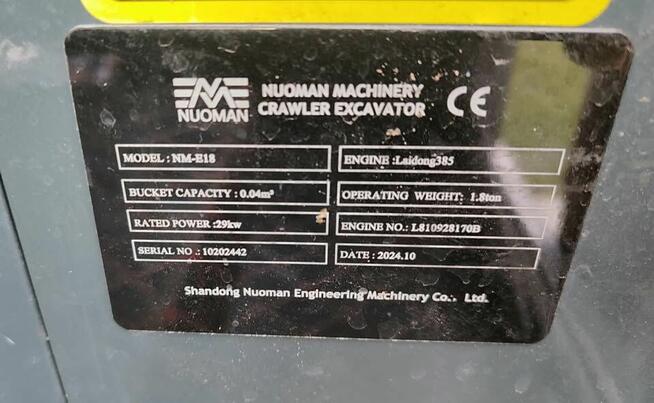 NUOMAN
NUOMAN MACHINERY
CRAWLER EXCAVATOR
CE
MODEL : NM-E18
ENGINE : Laidong385
BUCKET CAPACITY : 0.04m³
OPERATING WEIGHT: 1.8ton
RATED POWER :29kw
ENGINE NO.: L810928170B
SERIAL NO .: 10202442
DATE : 2024.10
Shandong Nuoman Engineering Machinery Co.. Ltd.